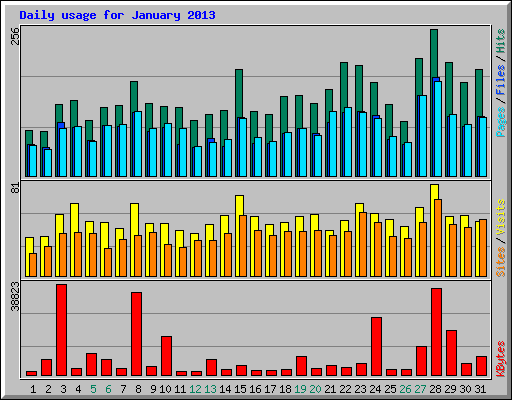 Daily usage for January 2013
256
Pages / Files / Hits
81
Sites / Visits
38823
KBytes
1 2 3 4 5 6 7 8 9 10 11 12 13 14 15 16 17 18 19 20 21 22 23 24 25 26 27 28 29 30 31